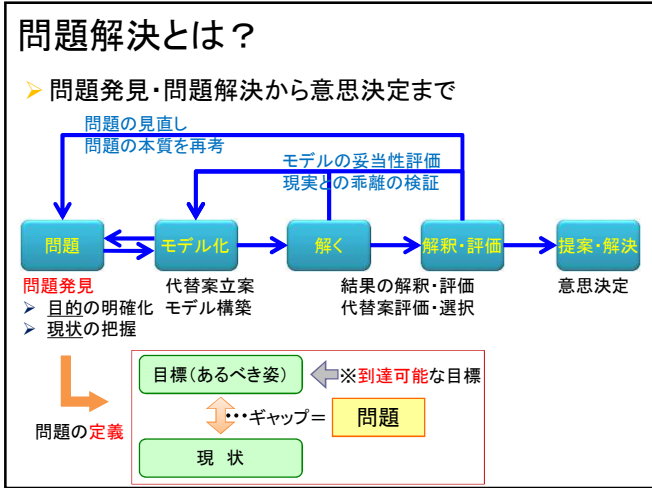 問題解決とは？
問題発見・問題解決から意思決定まで
問題の見直し
問題の本質を再考
モデルの妥当性評価
現実との乖離の検証
問題
モデル化
解く
解釈・評価
提案・解決
問題発見
目的の明確化
現状の把握
代替案立案
モデル構築
結果の解釈・評価
代替案評価・選択
意思決定
問題の定義
目標（あるべき姿）
※到達可能な目標
…ギャップ＝
問題
現　状